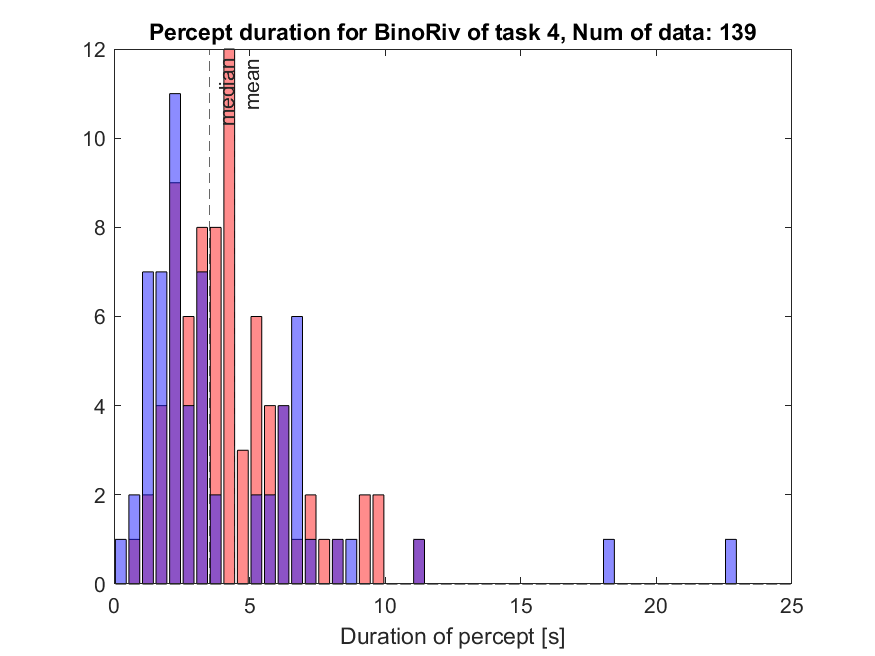 Percept duration for BinoRiv of task 4, Num of data: 139
12
10
8
6
4
2
0
median
mean
0 5 10 15 20 25
Duration of percept [s]